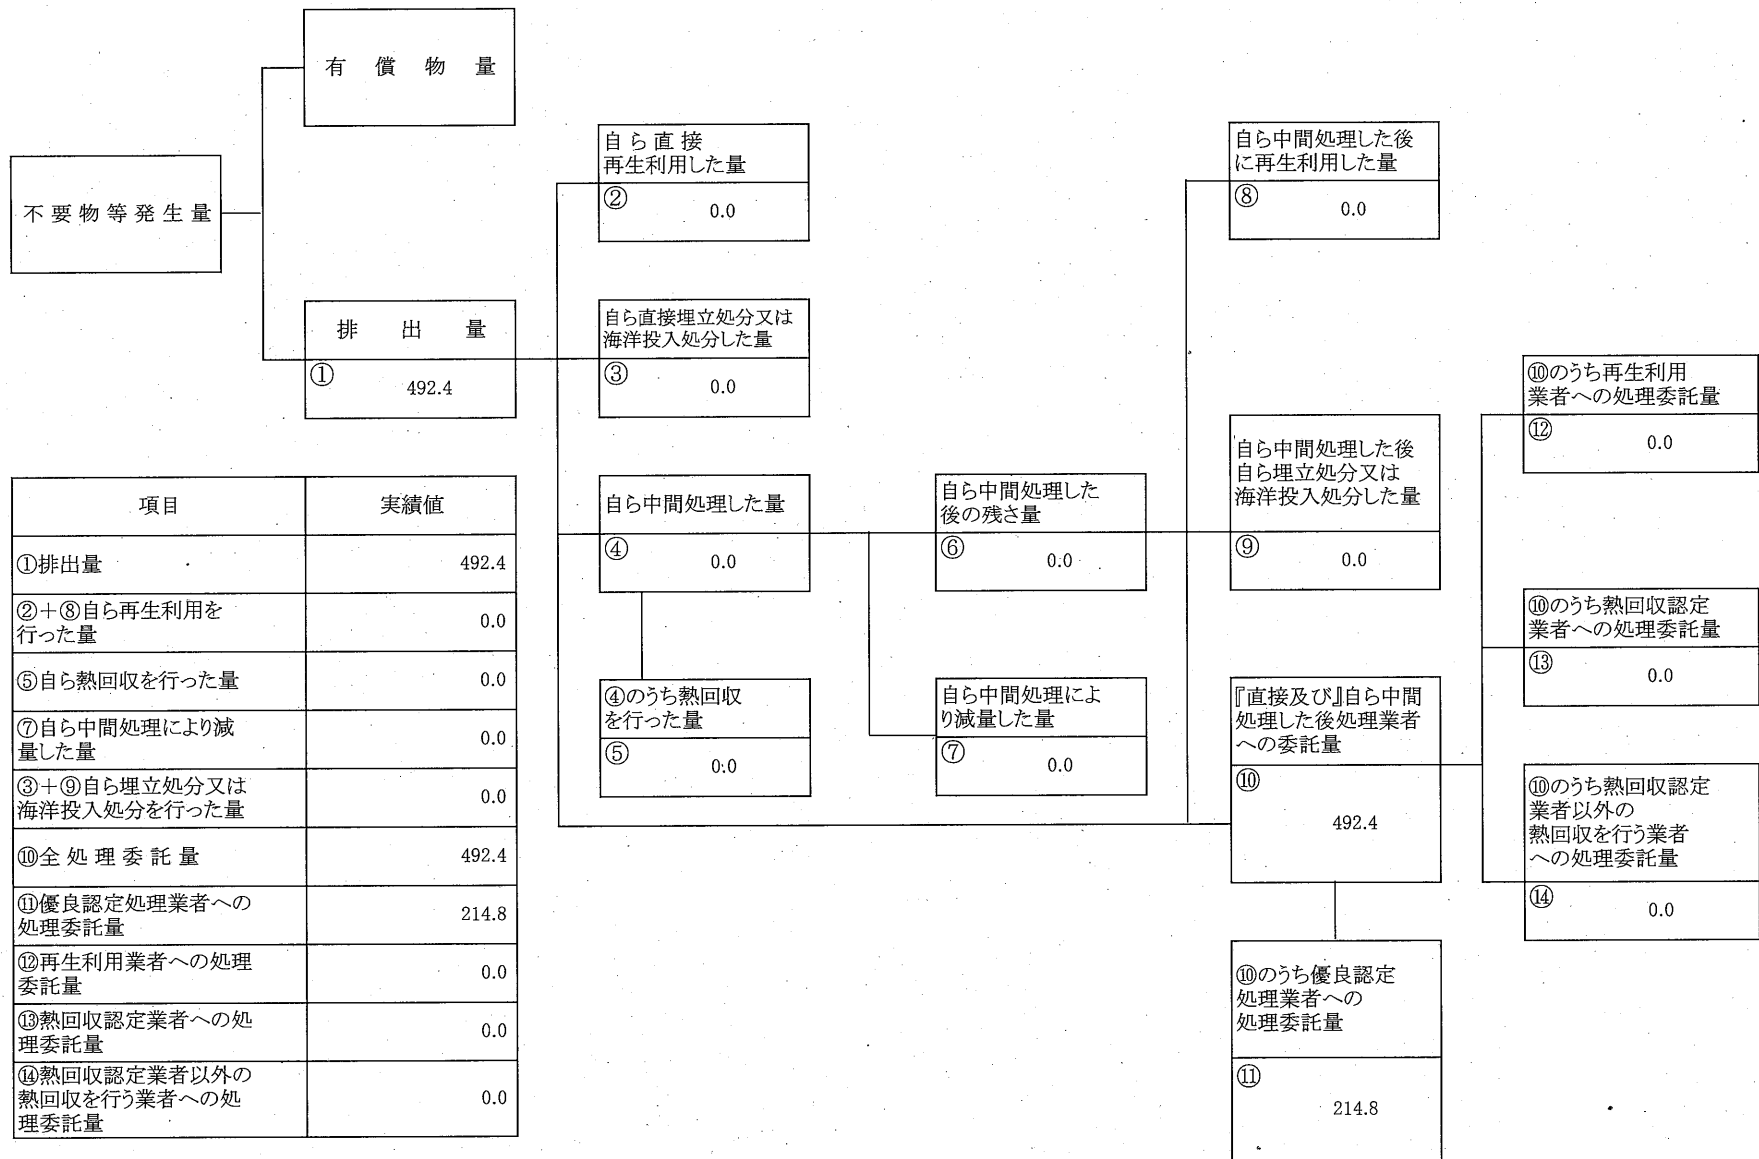 有償物量
不要物等発生量
排出量
①
492.4
自ら直接
再生利用した量
②
0.0
自ら直接埋立処分又は
海洋投入処分した量
③
0.0
自ら中間処理した量
④
0.0
④のうち熱回収
を行った量
⑤
0.0
自ら中間処理した
後の残さ量
⑥
0.0
自ら中間処理によ
り減量した量
⑦
0.0
自ら中間処理した後
に再生利用した量
⑧
0.0
自ら中間処理した後
自ら埋立処分又は
海洋投入処分した量
⑨
0.0
『直接及び』自ら中間
処理した後処理業者
への委託量
⑩
492.4
⑩のうち優良認定
処理業者への
処理委託量
⑪
214.8
⑩のうち再生利用
業者への処理委託量
⑫
0.0
⑩のうち熱回収認定
業者への処理委託量
⑬
0.0
⑩のうち熱回収認定
業者以外の
熱回収を行う業者
への処理委託量
⑭
0.0
項目 実績値
①排出量 492.4
②＋⑧自ら再生利用を
行った量 0.0
⑤自ら熱回収を行った量 0.0
⑦自ら中間処理により減
量した量 0.0
③＋⑨自ら埋立処分又は
海洋投入処分を行った量 0.0
⑩全処理委託量 492.4
⑪優良認定処理業者への
処理委託量 214.8
⑫再生利用業者への処理
委託量 0.0
⑬熱回収認定業者への処
理委託量 0.0
⑭熱回収認定業者以外の
熱回収を行う業者への処
理委託量 0.0